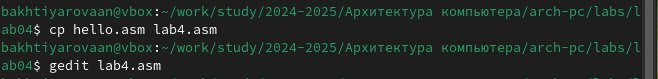 bakhtiyarovaan@vbox:~/work/study/2024-2025/Архитектура компьютера/arch-pc/labs/l
ab04$ cp hello.asm lab4.asm
bakhtiyarovaan@vbox:~/work/study/2024-2025/Архитектура компьютера/arch-pc/labs/l
ab04$ gedit lab4.asm